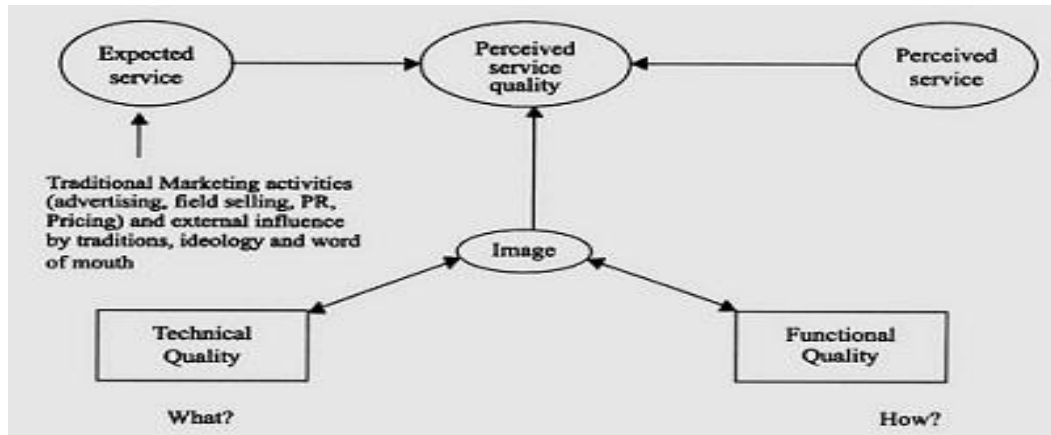 Expected
service
Perceived
service
quality
Perceived
service
Traditional Marketing activities
(advertising, field selling, PR,
Pricing) and external influence
by traditions, ideology and word
of mouth
Image
Technical
Quality
Functional
Quality
What?
How?